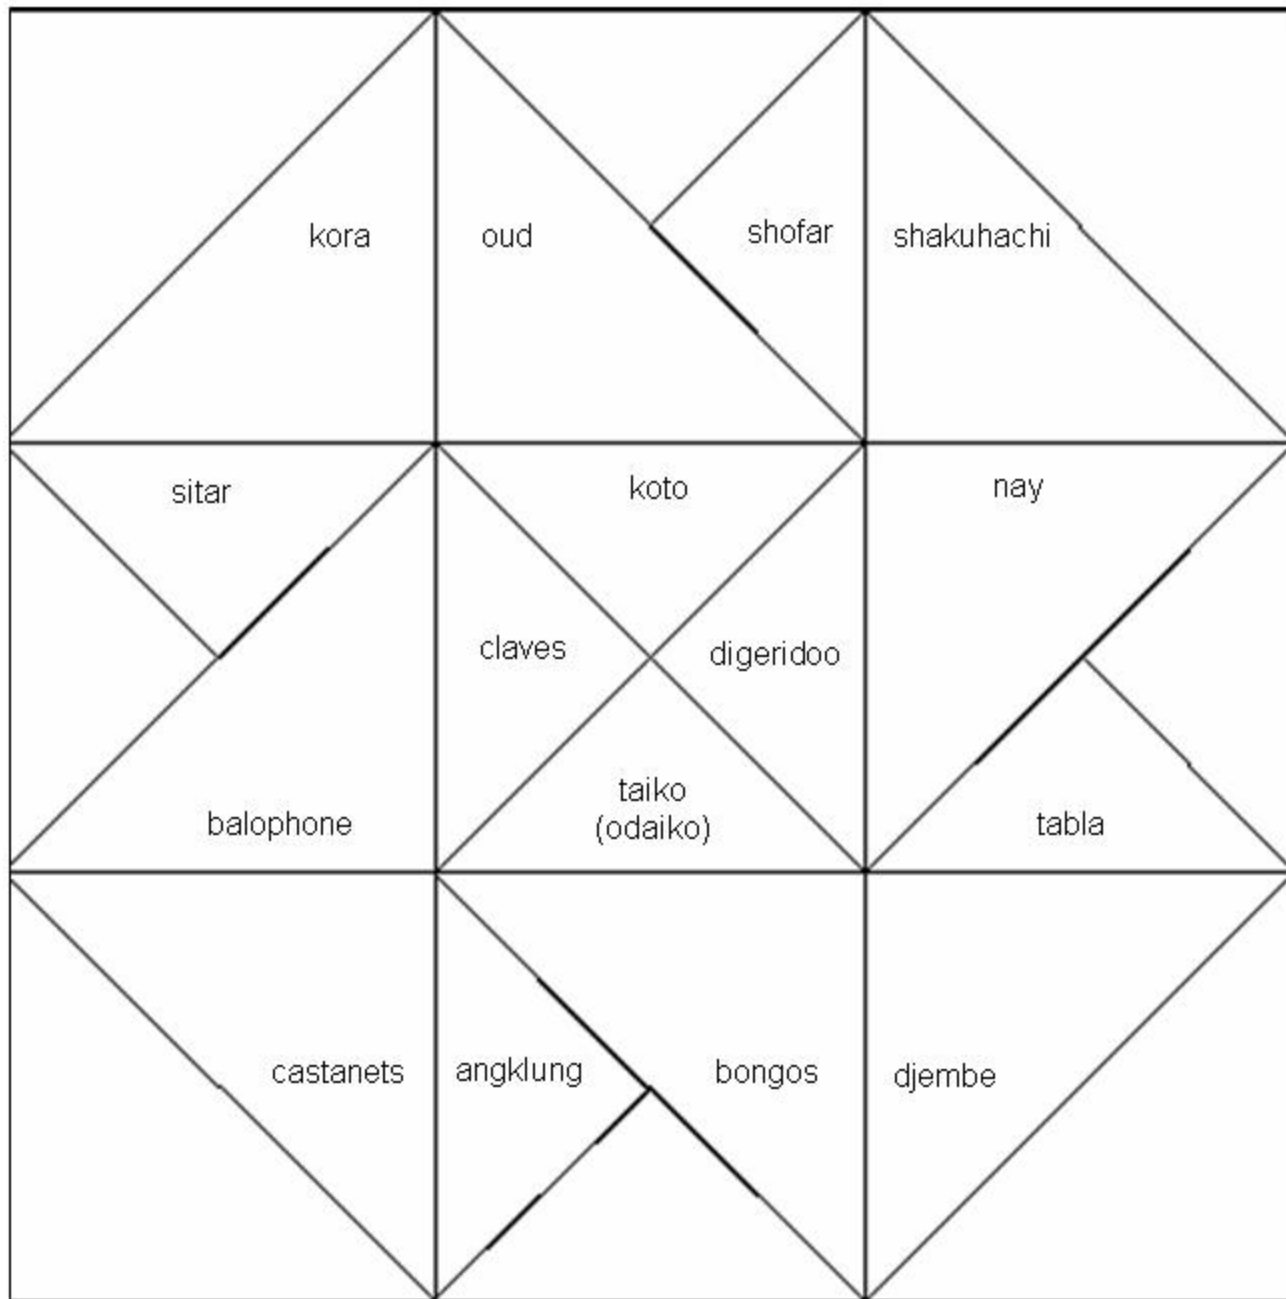 kora
oud
shofar
shakuhachi
sitar
koto
nay
claves
digeridoo
balophone
taiko
(odaiko)
tabla
castanets
angklung
bongos
djembe